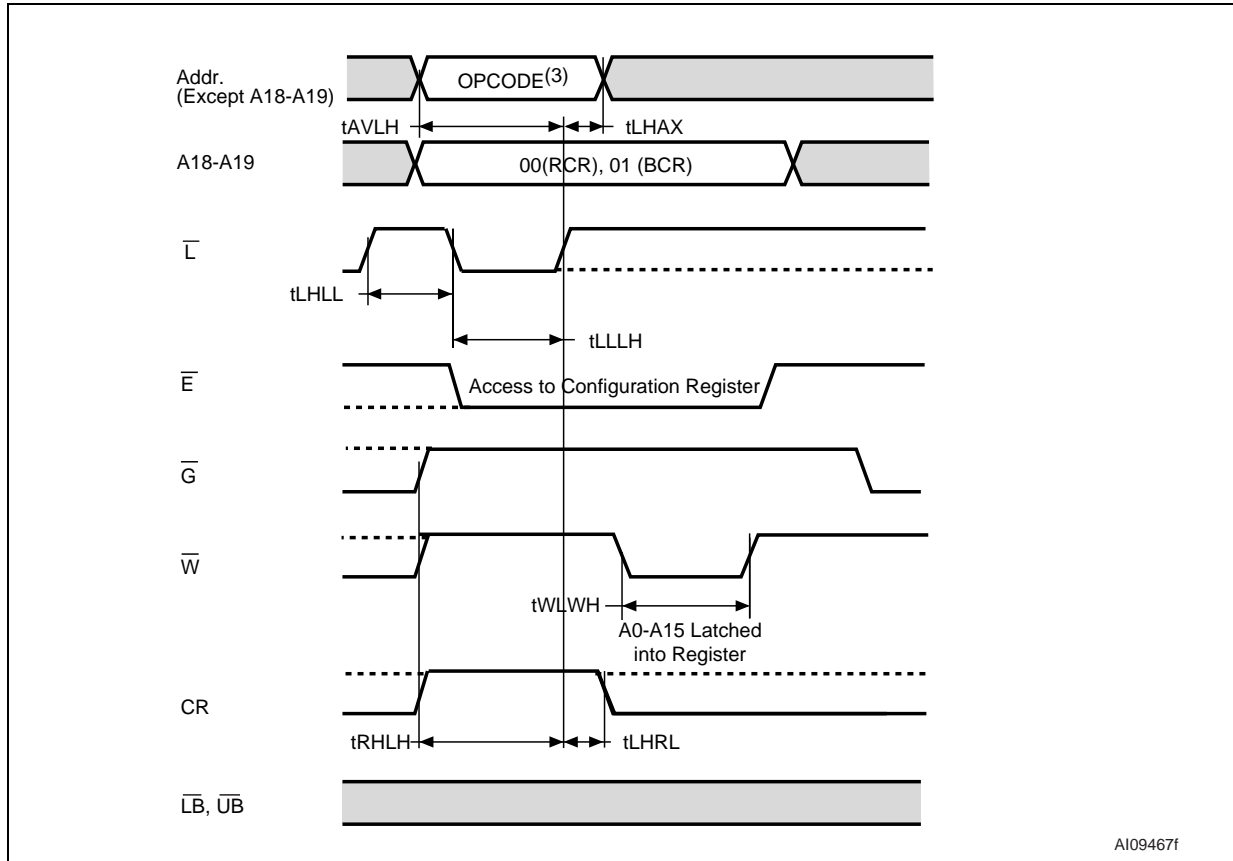 Addr.
(Except A18-A19)
OPCODE(3)
tAVLH
tLHAX
A18-A19
00(RCR), 01 (BCR)
L
tLHLL
tLLLH
E
Access to Configuration Register
G
W
tWLWH
A0-A15 Latched
into Register
CR
tRHLH
tLHRL
LB, UB
AI09467f